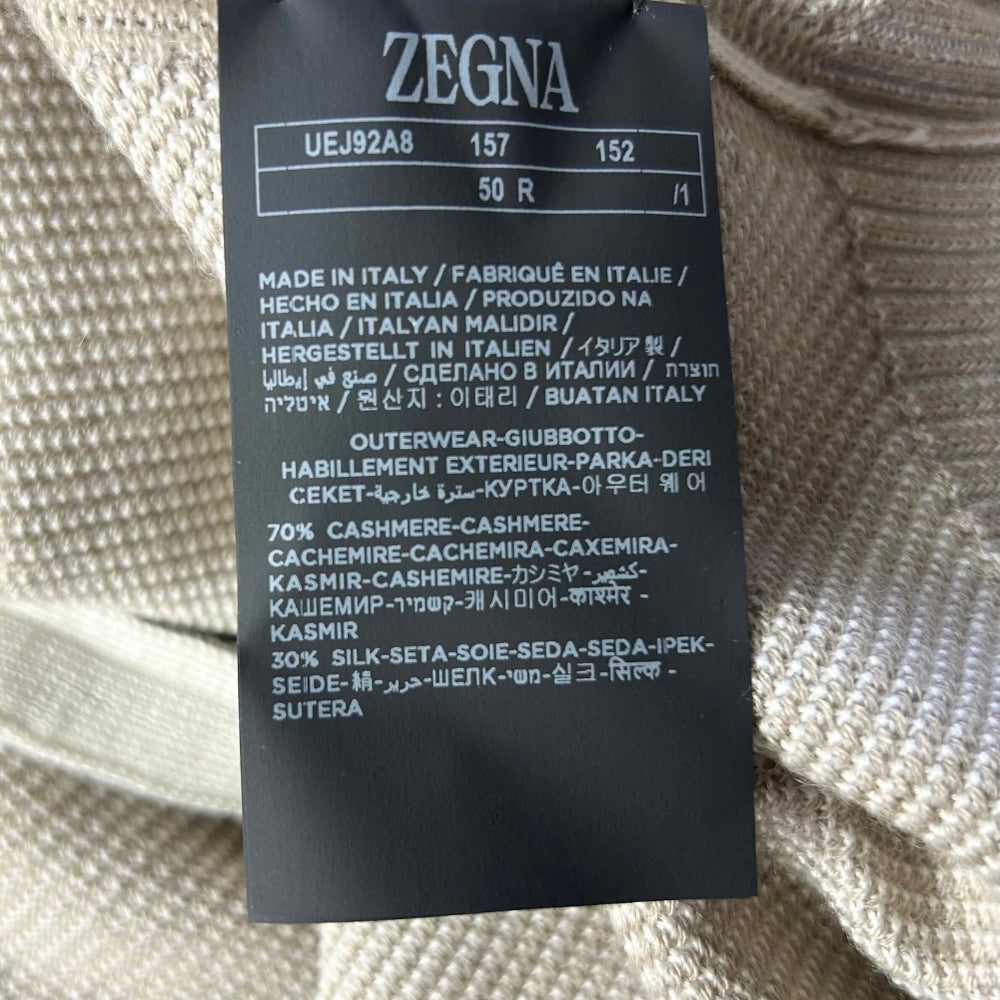 ZEGNA
UEJ92A8 157 152
50 R /1
MADE IN ITALY / FABRIQUÉ EN ITALIE /
HECHO EN ITALIA / PRODUZIDO NA
ITALIA / ITALYAN MALIDIR /
HERGESTELLT IN ITALIEN / イタリア製 /
صنع في إيطاليا / СДЕЛАНО В ИТАЛИИ / תוצרת
איטליה / 원산지 : 이태리 / BUATAN ITALY
OUTERWEAR-GIUBBOTTO-
HABILLEMENT EXTERIEUR-PARKA-DERI
CEKET-سترة خارجية-КУРТКА-아우터 웨어
70% CASHMERE-CASHMERE-
CACHEMIRE-CACHEMIRA-CAXEMIRA-
KASMIR-CASHEMIRE-カシミヤ-كشمير-
КАШЕМИР-קשמיר-캐시미어-काश्मेर -
KASMIR
30% SILK-SETA-SOIE-SEDA-SEDA-IPEK-
SEIDE-絹-حرير-ШЕЛК-משי-실크-सिल्क -
SUTERA